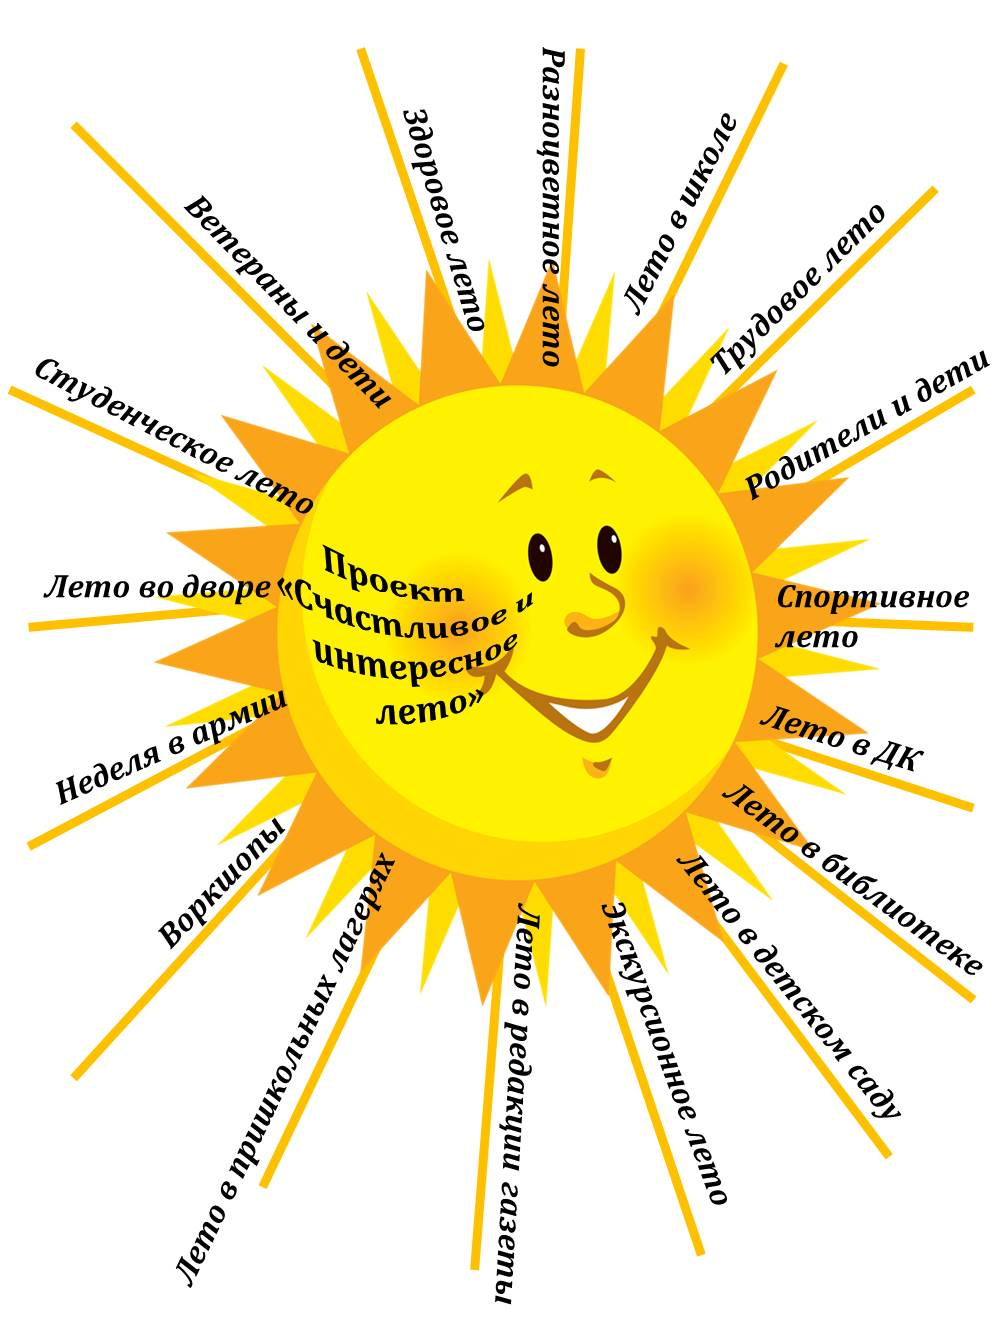 Проект
«Счастливое и
интересное
лето»
Разноцветное лето
Лето в школе
Трудовое лето
Родители и дети
Спортивное
лето
Лето в ДК
Лето в библиотеке
Лето в детском саду
Экскурсионное лето
Лето в редакции газеты
Лето в пришкольных лагерях
Воркшопы
Неделя в армии
Лето во дворе
Студенческое лето
Ветераны и дети
Здоровое лето